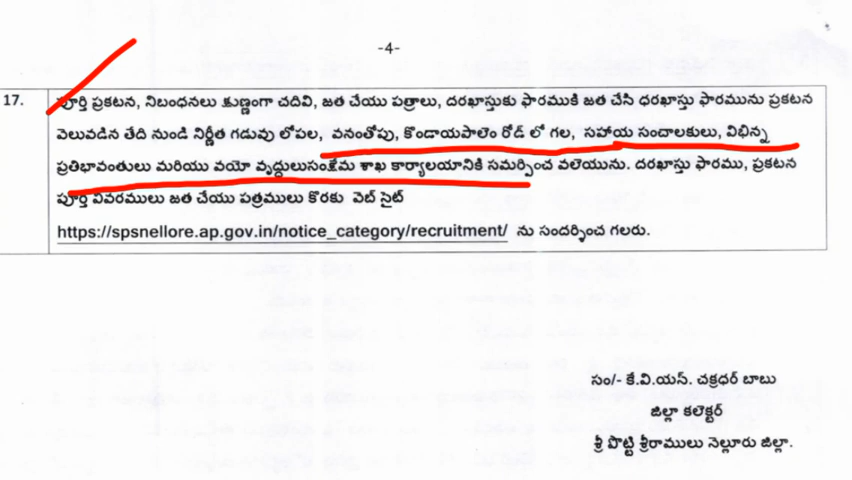 -4-
17. పూర్తి ప్రకటన, నిబంధనలు క్షుణ్ణంగా చదివి, జత చేయు పత్రాలు, దరఖాస్తుకు ఫారముకి జత చేసి ధరఖాస్తు ఫారమును ప్రకటన
వెలువడిన తేది నుండి నిర్ణీత గడువు లోపల, వనంతోపు, కొండాయపాలెం రోడ్ లో గల, సహాయ సంచాలకులు, విభిన్న
ప్రతిభావంతులు మరియు వయో వృద్ధులుసంక్షేమ శాఖ కార్యాలయానికి సమర్పించ వలెయును. దరఖాస్తు ఫారము, ప్రకటన
పూర్తి వివరములు జత చేయు పత్రములు కొరకు వెబ్ సైట్
https://spsnellore.ap.gov.in/notice_category/recruitment/ ను సందర్శించ గలరు.
సం/- కే.వి.యస్. చక్రధర్ బాబు
జిల్లా కలెక్టర్
శ్రీ పొట్టి శ్రీరాములు నెల్లూరు జిల్లా.